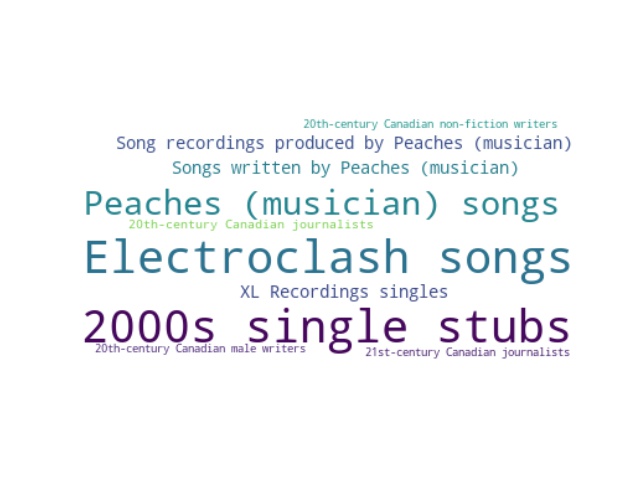 20th-century Canadian non-fiction writers
Song recordings produced by Peaches (musician)
Songs written by Peaches (musician)
Peaches (musician) songs
20th-century Canadian journalists
Electroclash songs
XL Recordings singles
2000s single stubs
20th-century Canadian male writers
21st-century Canadian journalists